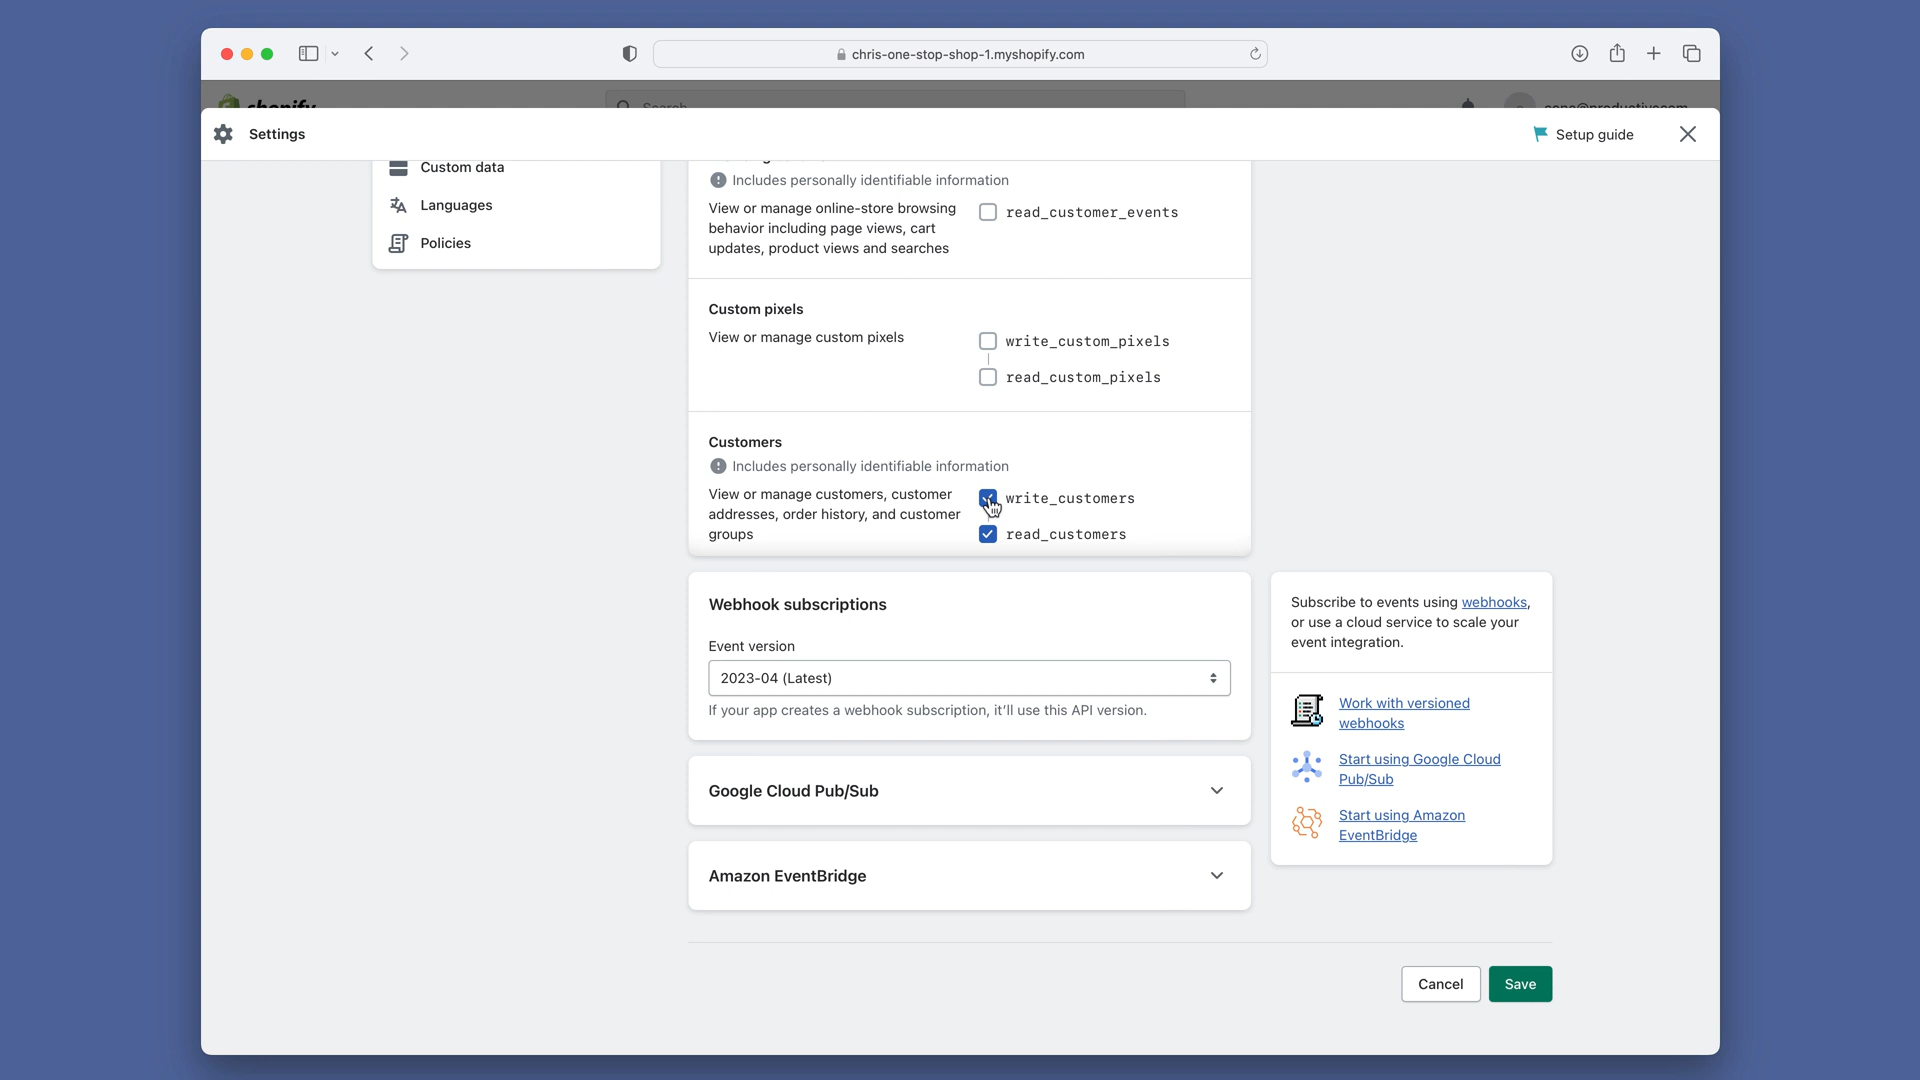 chris-one-stop-shop-1.myshopify.com
shopify
Search
Settings
Setup guide
Custom data
Languages
Policies
Includes personally identifiable information
View or manage online-store browsing
behavior including page views, cart
updates, product views and searches
read_customer_events
Custom pixels
View or manage custom pixels
write_custom_pixels
read_custom_pixels
Customers
Includes personally identifiable information
View or manage customers, customer
addresses, order history, and customer
groups
write_customers
read_customers
Webhook subscriptions
Event version
2023-04 (Latest)
If your app creates a webhook subscription, it’ll use this API version.
Google Cloud Pub/Sub
Amazon EventBridge
Subscribe to events using webhooks,
or use a cloud service to scale your
event integration.
Work with versioned
webhooks
Start using Google Cloud
Pub/Sub
Start using Amazon
EventBridge
Cancel
Save